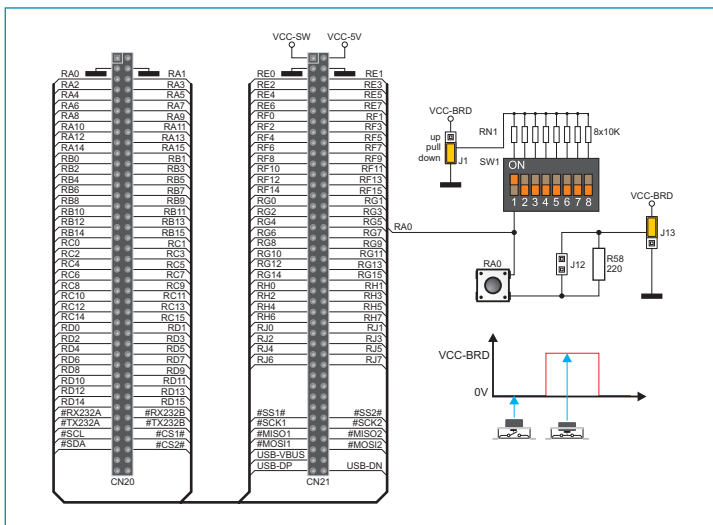 VCC-SW VCC-5V
RA0 RA1 RE0 RE1
RA2 RA3 RE2 RE3
RA4 RA5 RE4 RE5
RA6 RA7 RE6 RE7
RA8 RA9 RF0 RF1
RA10 RA11 RF2 RF3
RA12 RA13 RF4 RF5
RA14 RA15 RF6 RF7
RB0 RB1 RF8 RF9
RB2 RB3 RF10 RF11
RB4 RB5 RF12 RF13
RB6 RB7 RF14 RF15
RB8 RB9 RG0 RG1
RB10 RB11 RG2 RG3
RB12 RB13 RG4 RG5
RB14 RB15 RG6 RG7
RC0 RC1 RG8 RG9
RC2 RC3 RG10 RG11
RC4 RC5 RG12 RG13
RC6 RC7 RG14 RG15
RC8 RC9 RH0 RH1
RC10 RC11 RH2 RH3
RC12 RC13 RH4 RH5
RC14 RC15 RH6 RH7
RD0 RD1 RJ0 RJ1
RD2 RD3 RJ2 RJ3
RD4 RD5 RJ4 RJ5
RD6 RD7 RJ6 RJ7
RD8 RD9
RD10 RD11
RD12 RD13
RD14 RD15
#RX232A #RX232B #SS1# #SS2#
#TX232A #TX232B #SCK1 #SCK2
#SCL #CS1# #MISO1 #MISO2
#SDA #CS2# #MOSI1 #MOSI2
USB-VBUS
USB-DP USB-DN
CN20 CN21
VCC-BRD
up
pull
down
J1
RN1 8x10K
SW1
ON
1 2 3 4 5 6 7 8
RA0
VCC-BRD
J13
RA0
J12
R58
220
VCC-BRD
0V